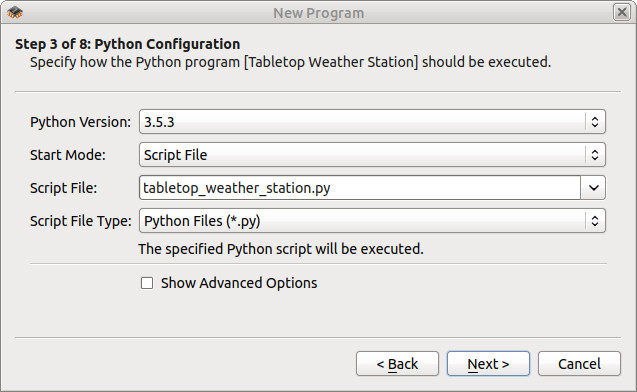 New Program
Step 3 of 8: Python Configuration
Specify how the Python program [Tabletop Weather Station] should be executed.
Python Version: 3.5.3
Start Mode: Script File
Script File: tabletop_weather_station.py
Script File Type: Python Files (*.py)
The specified Python script will be executed.
Show Advanced Options
< Back Next > Cancel